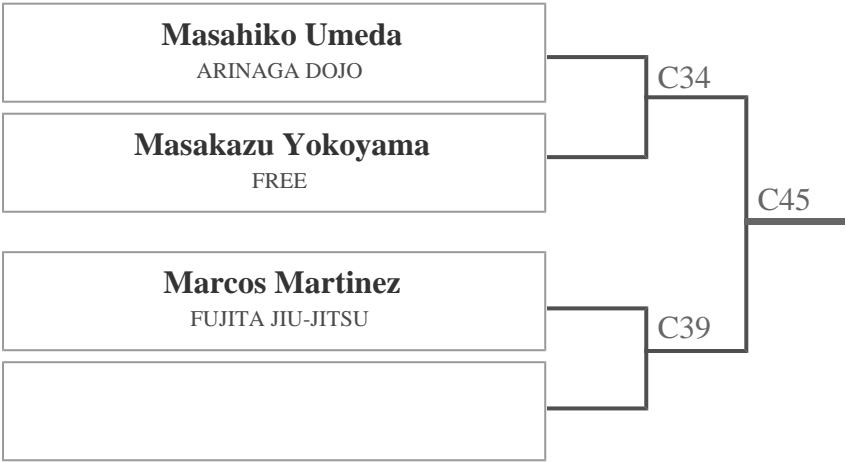 Masahiko Umeda
ARINAGA DOJO
C34
Masakazu Yokoyama
FREE
C45
Marcos Martinez
FUJITA JIU-JITSU
C39